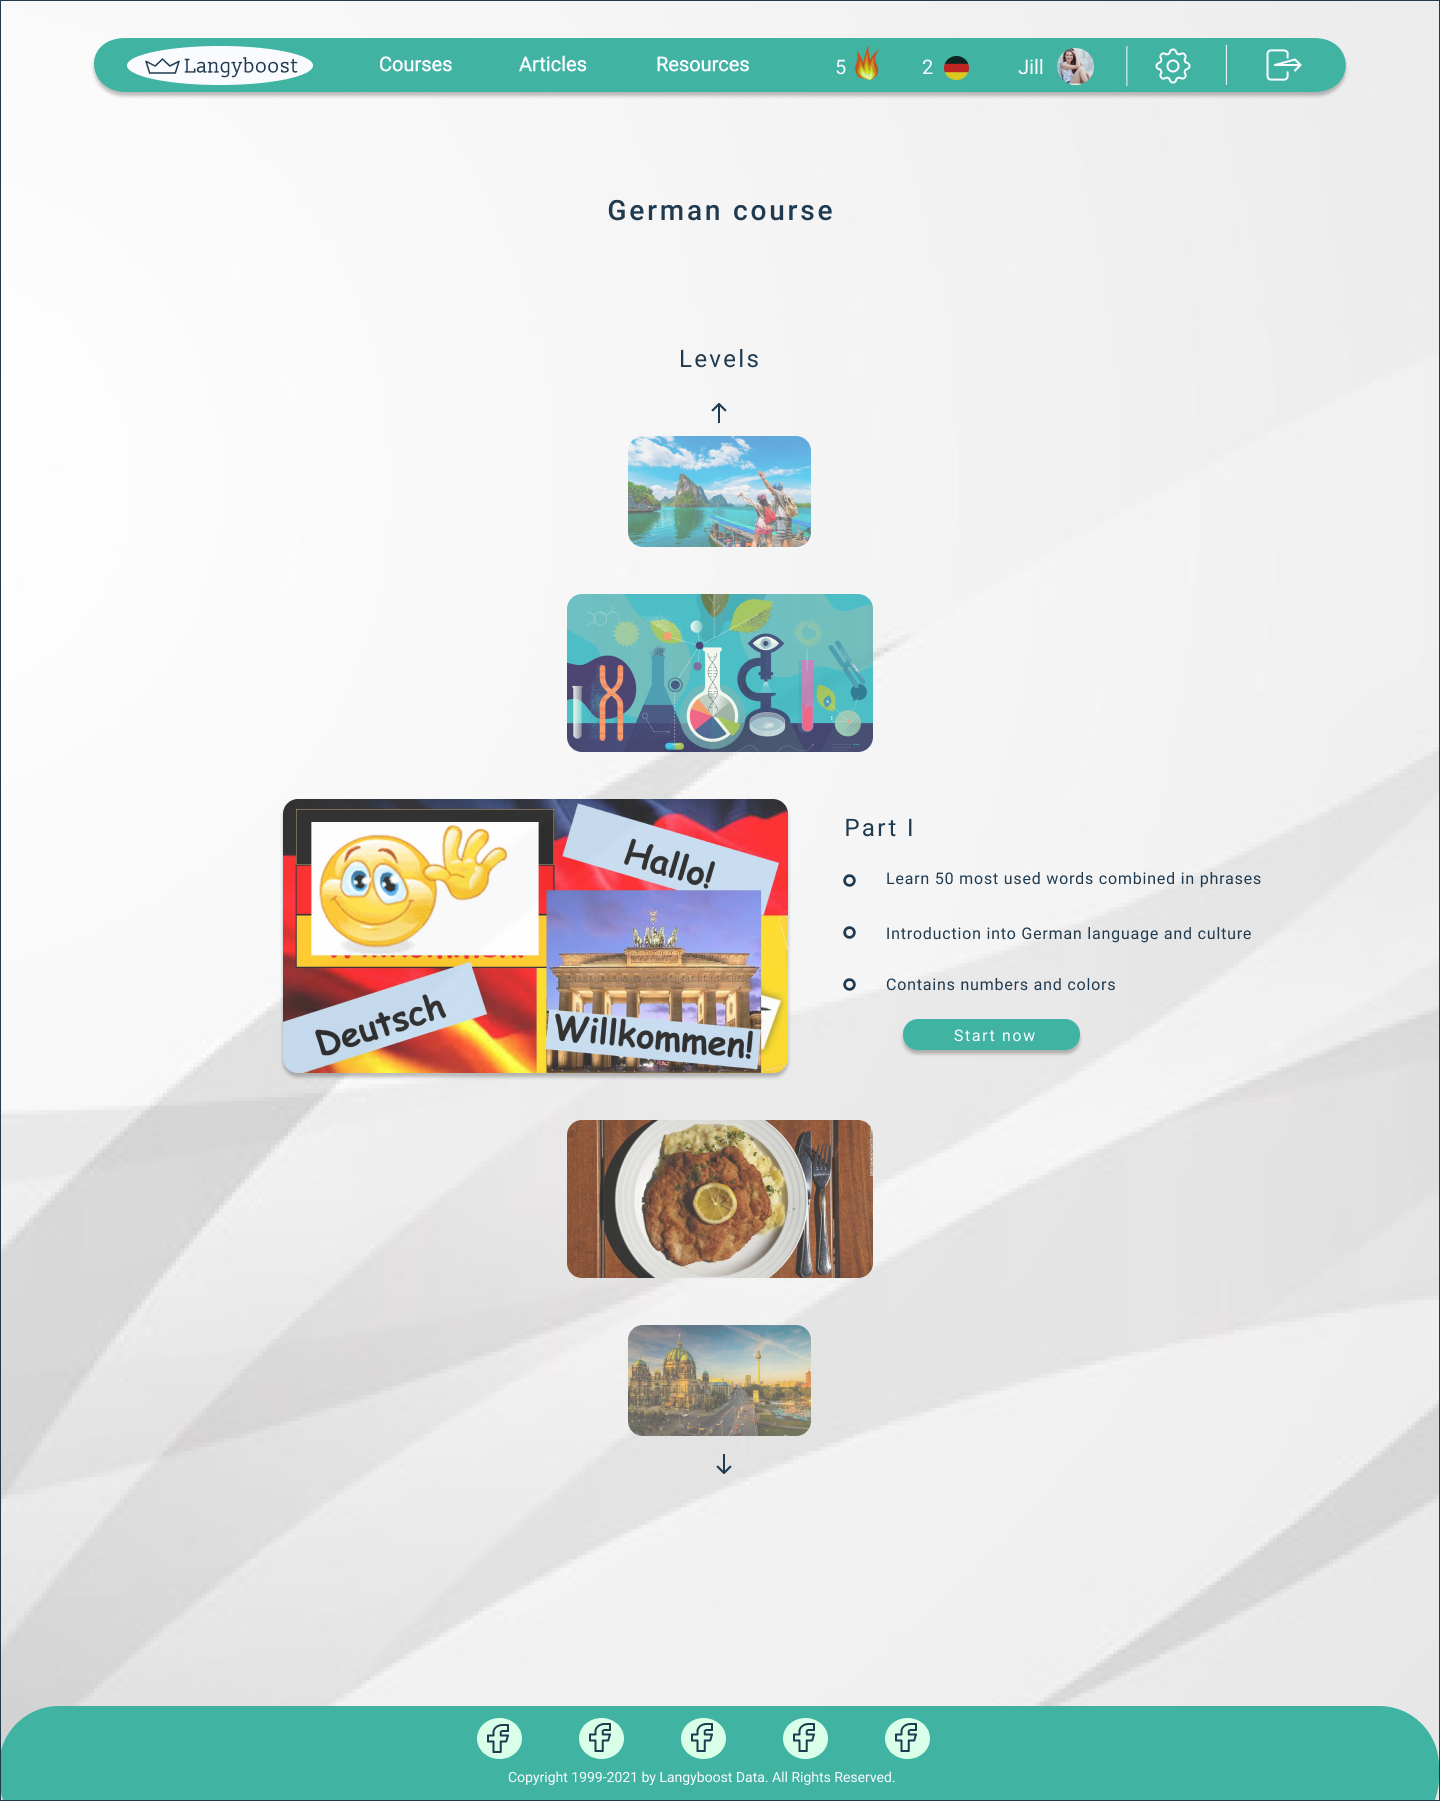 Langyboost
Courses
Articles
Resources
5
2
Jill
German course
Levels
Hallo!
Deutsch
Willkommen!
Part I
Learn 50 most used words combined in phrases
Introduction into German language and culture
Contains numbers and colors
Start now
Copyright 1999-2021 by Langyboost Data. All Rights Reserved.